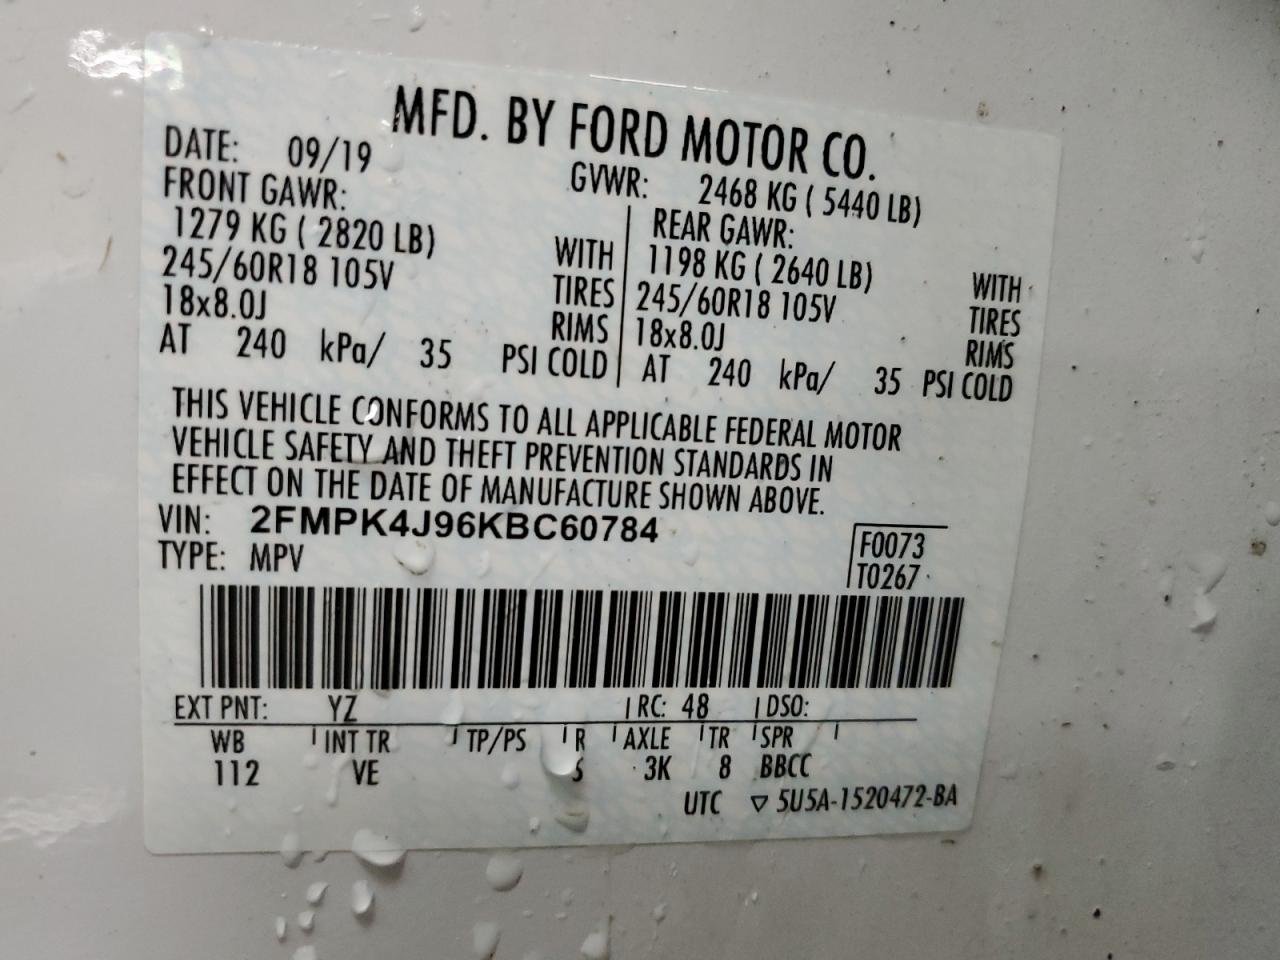 MFD. BY FORD MOTOR CO.
DATE: 09/19 GVWR: 2468 KG ( 5440 LB)
FRONT GAWR: REAR GAWR:
1279 KG ( 2820 LB) WITH 1198 KG ( 2640 LB) WITH
245/60R18 105V TIRES 245/60R18 105V TIRES
18x8.0J RIMS 18x8.0J RIMS
AT 240 kPa/ 35 PSI COLD AT 240 kPa/ 35 PSI COLD
THIS VEHICLE CONFORMS TO ALL APPLICABLE FEDERAL MOTOR
VEHICLE SAFETY AND THEFT PREVENTION STANDARDS IN
EFFECT ON THE DATE OF MANUFACTURE SHOWN ABOVE.
VIN: 2FMPK4J96KBC60784 F0073
TYPE: MPV T0267
EXT PNT: YZ RC: 48 DSO:
WB INT TR TP/PS R AXLE TR SPR
112 VE S 3K 8 BBCC
UTC ▽ 5U5A-1520472-BA